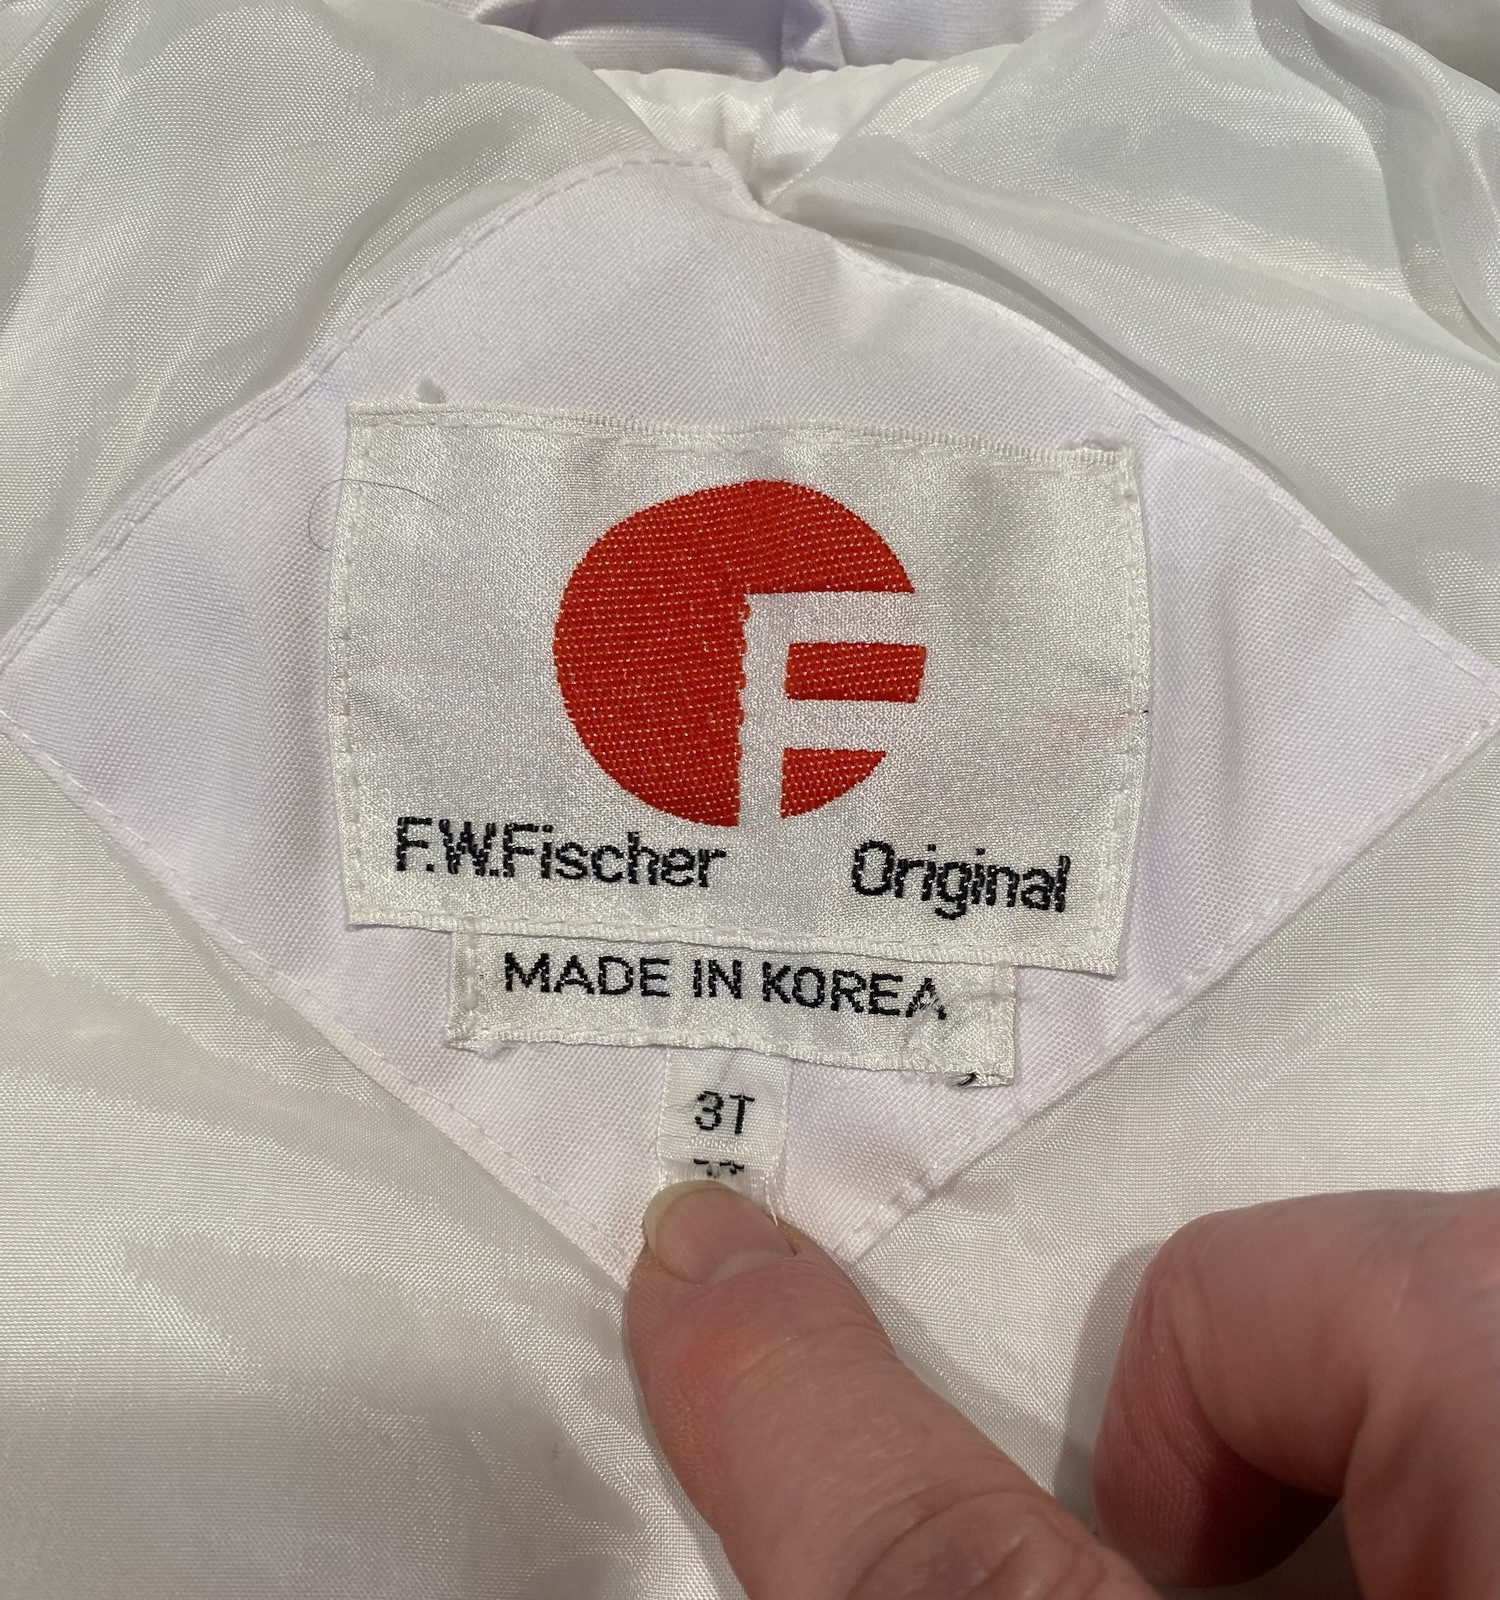 F
F.W.Fischer Original
MADE IN KOREA
3T